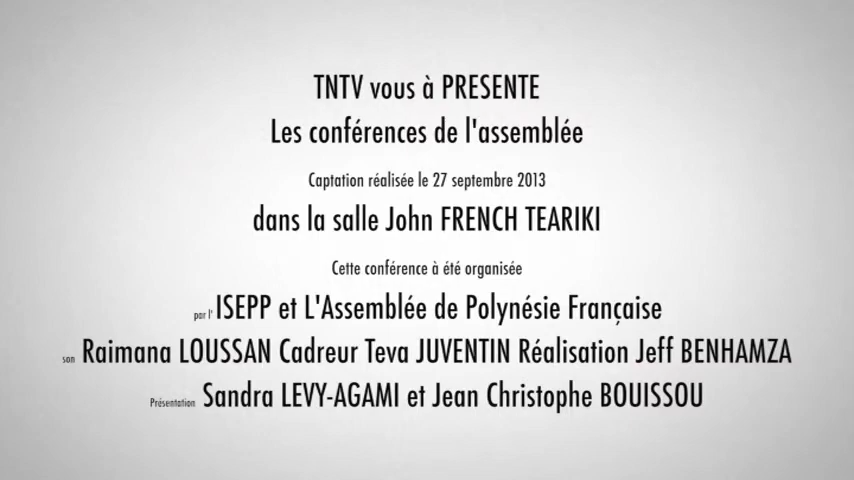 TNTV vous à PRESENTE
Les conférences de l'assemblée
Captation réalisée le 27 septembre 2013
dans la salle John FRENCH TEARIKI
Cette conférence à été organisée
par l' ISEPP et L'Assemblée de Polynésie Française
son Raimana LOUSSAN Cadreur Teva JUVENTIN Réalisation Jeff BENHAMZA
Présentation Sandra LEVY-AGAMI et Jean Christophe BOUISSOU